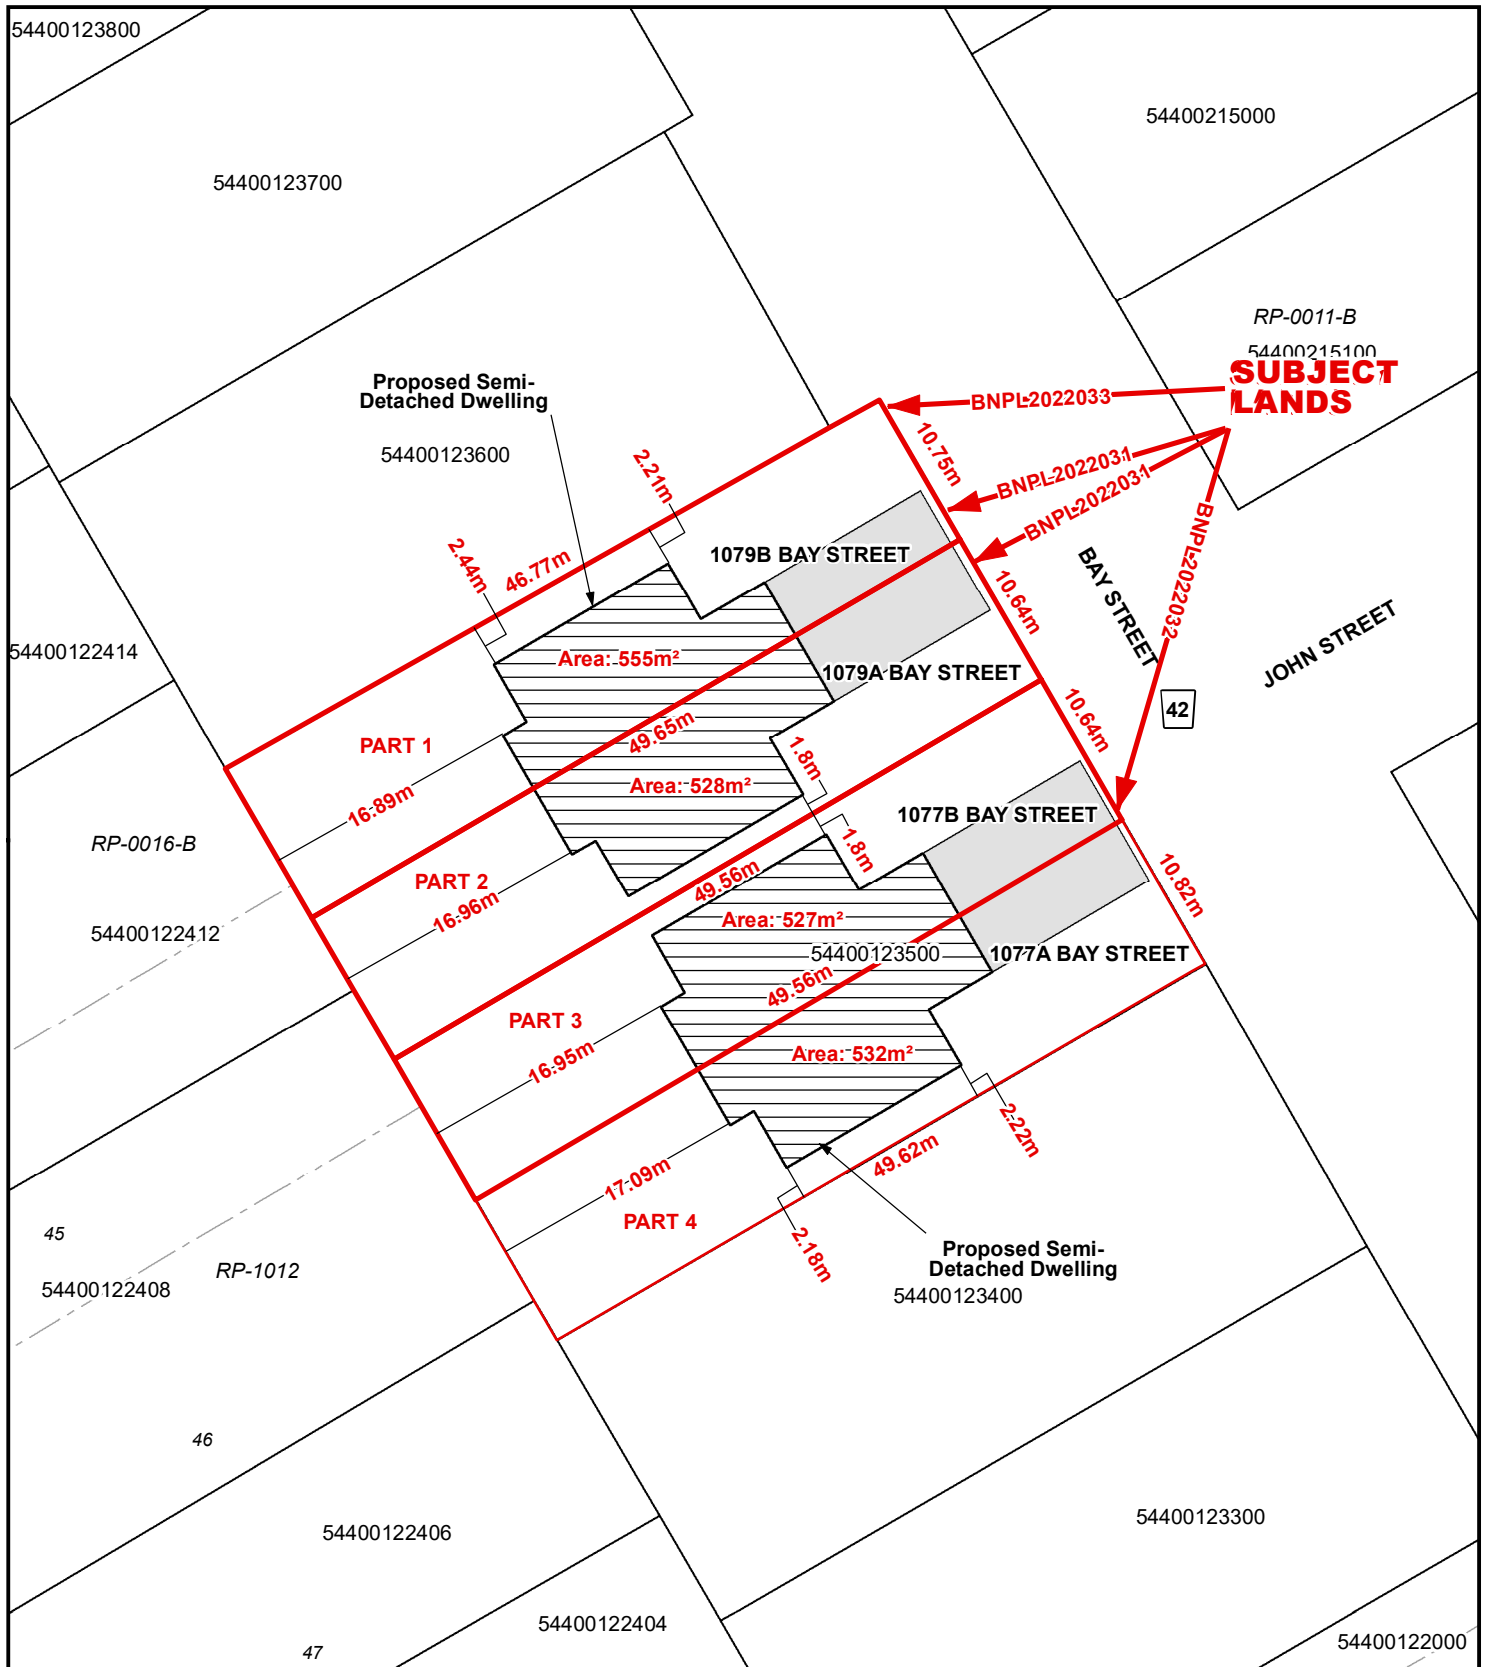 54400123800
54400215000
54400123700
RP-0011-B
54400215100
SUBJECT
LANDS
Proposed Semi-
Detached Dwelling
54400123600
BNPL-2022033
BNPL-2022031
BNPL-2022031
BNPL-2022032
10.75m
2.21m
2.44m
46.77m
1079B BAY STREET
10.64m
BAY STREET
JOHN STREET
54400122414
Area: 555m²
1079A BAY STREET
42
10.64m
49.65m
PART 1
1.8m
Area: 528m²
16.89m
1077B BAY STREET
RP-0016-B
1.8m
PART 2
49.56m
10.82m
16.96m
Area: 527m²
54400122412
54400123500
1077A BAY STREET
49.56m
PART 3
16.95m
Area: 532m²
2.22m
49.62m
17.09m
PART 4
45
2.18m
Proposed Semi-
Detached Dwelling
RP-1012
54400122408
54400123400
46
54400122406
54400123300
54400122404
47
54400122000